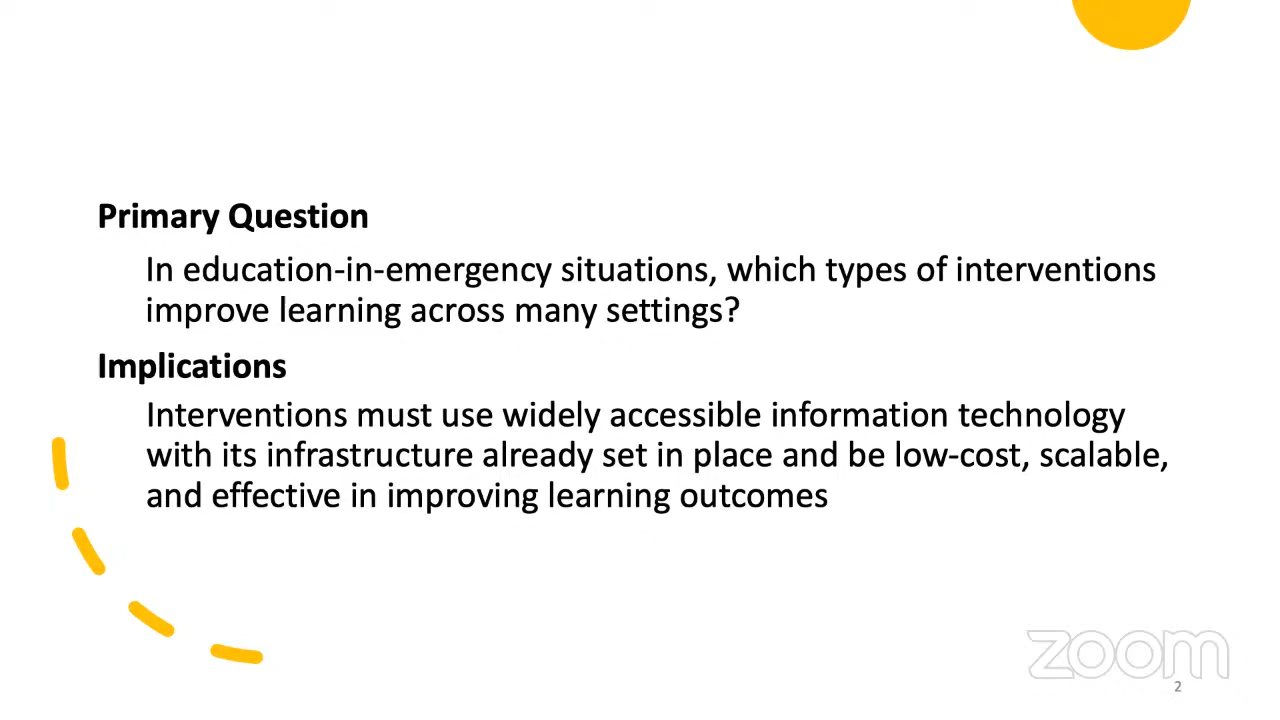 Primary Question
In education-in-emergency situations, which types of interventions
improve learning across many settings?
Implications
Interventions must use widely accessible information technology
with its infrastructure already set in place and be low-cost, scalable,
and effective in improving learning outcomes
zoom
2